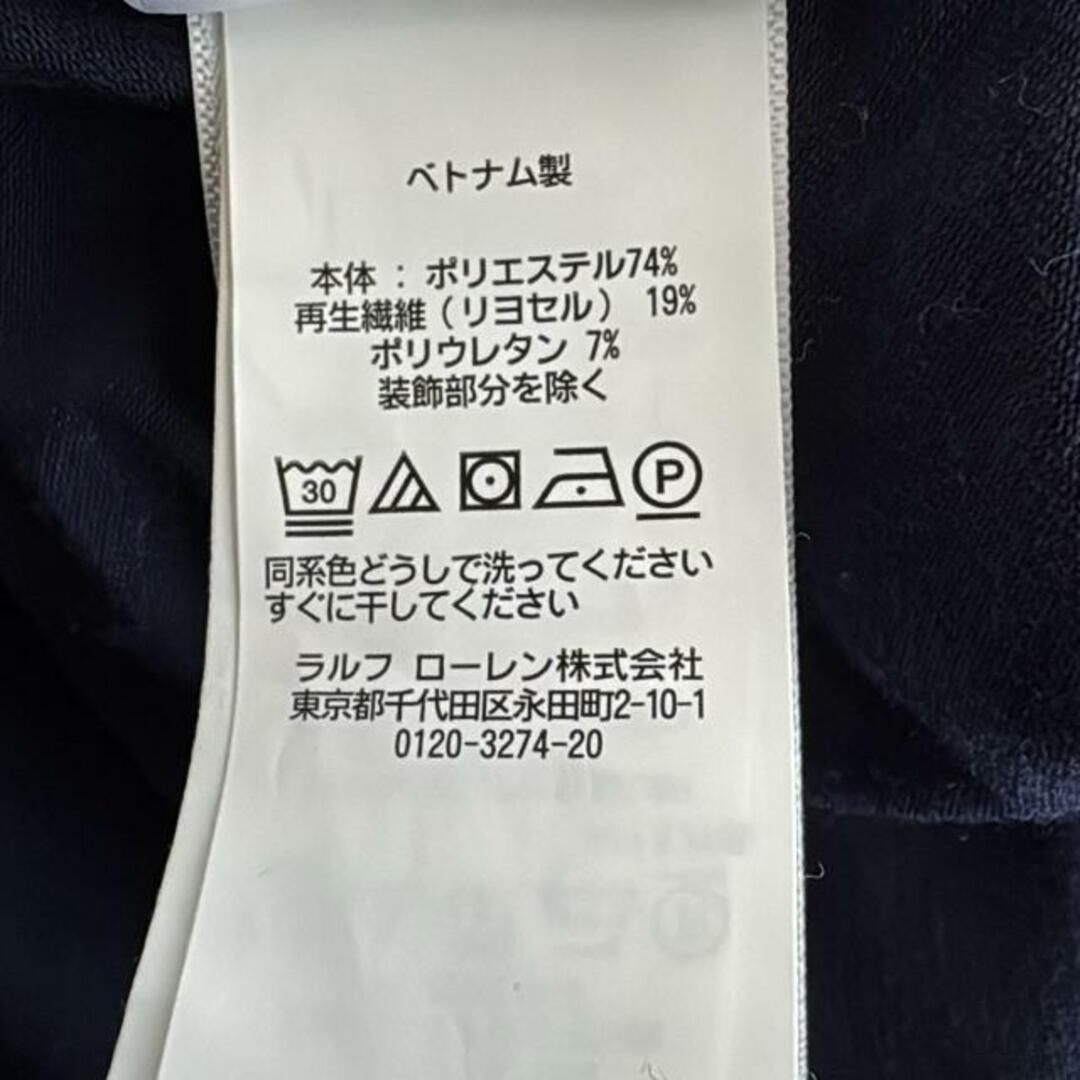 ベトナム製
本体 : ポリエステル74%
再生繊維(リヨセル) 19%
ポリウレタン 7%
装飾部分を除く
30 P
同系色どうしで洗ってください
すぐに干してください
ラルフ ローレン株式会社
東京都千代田区永田町2-10-1
0120-3274-20